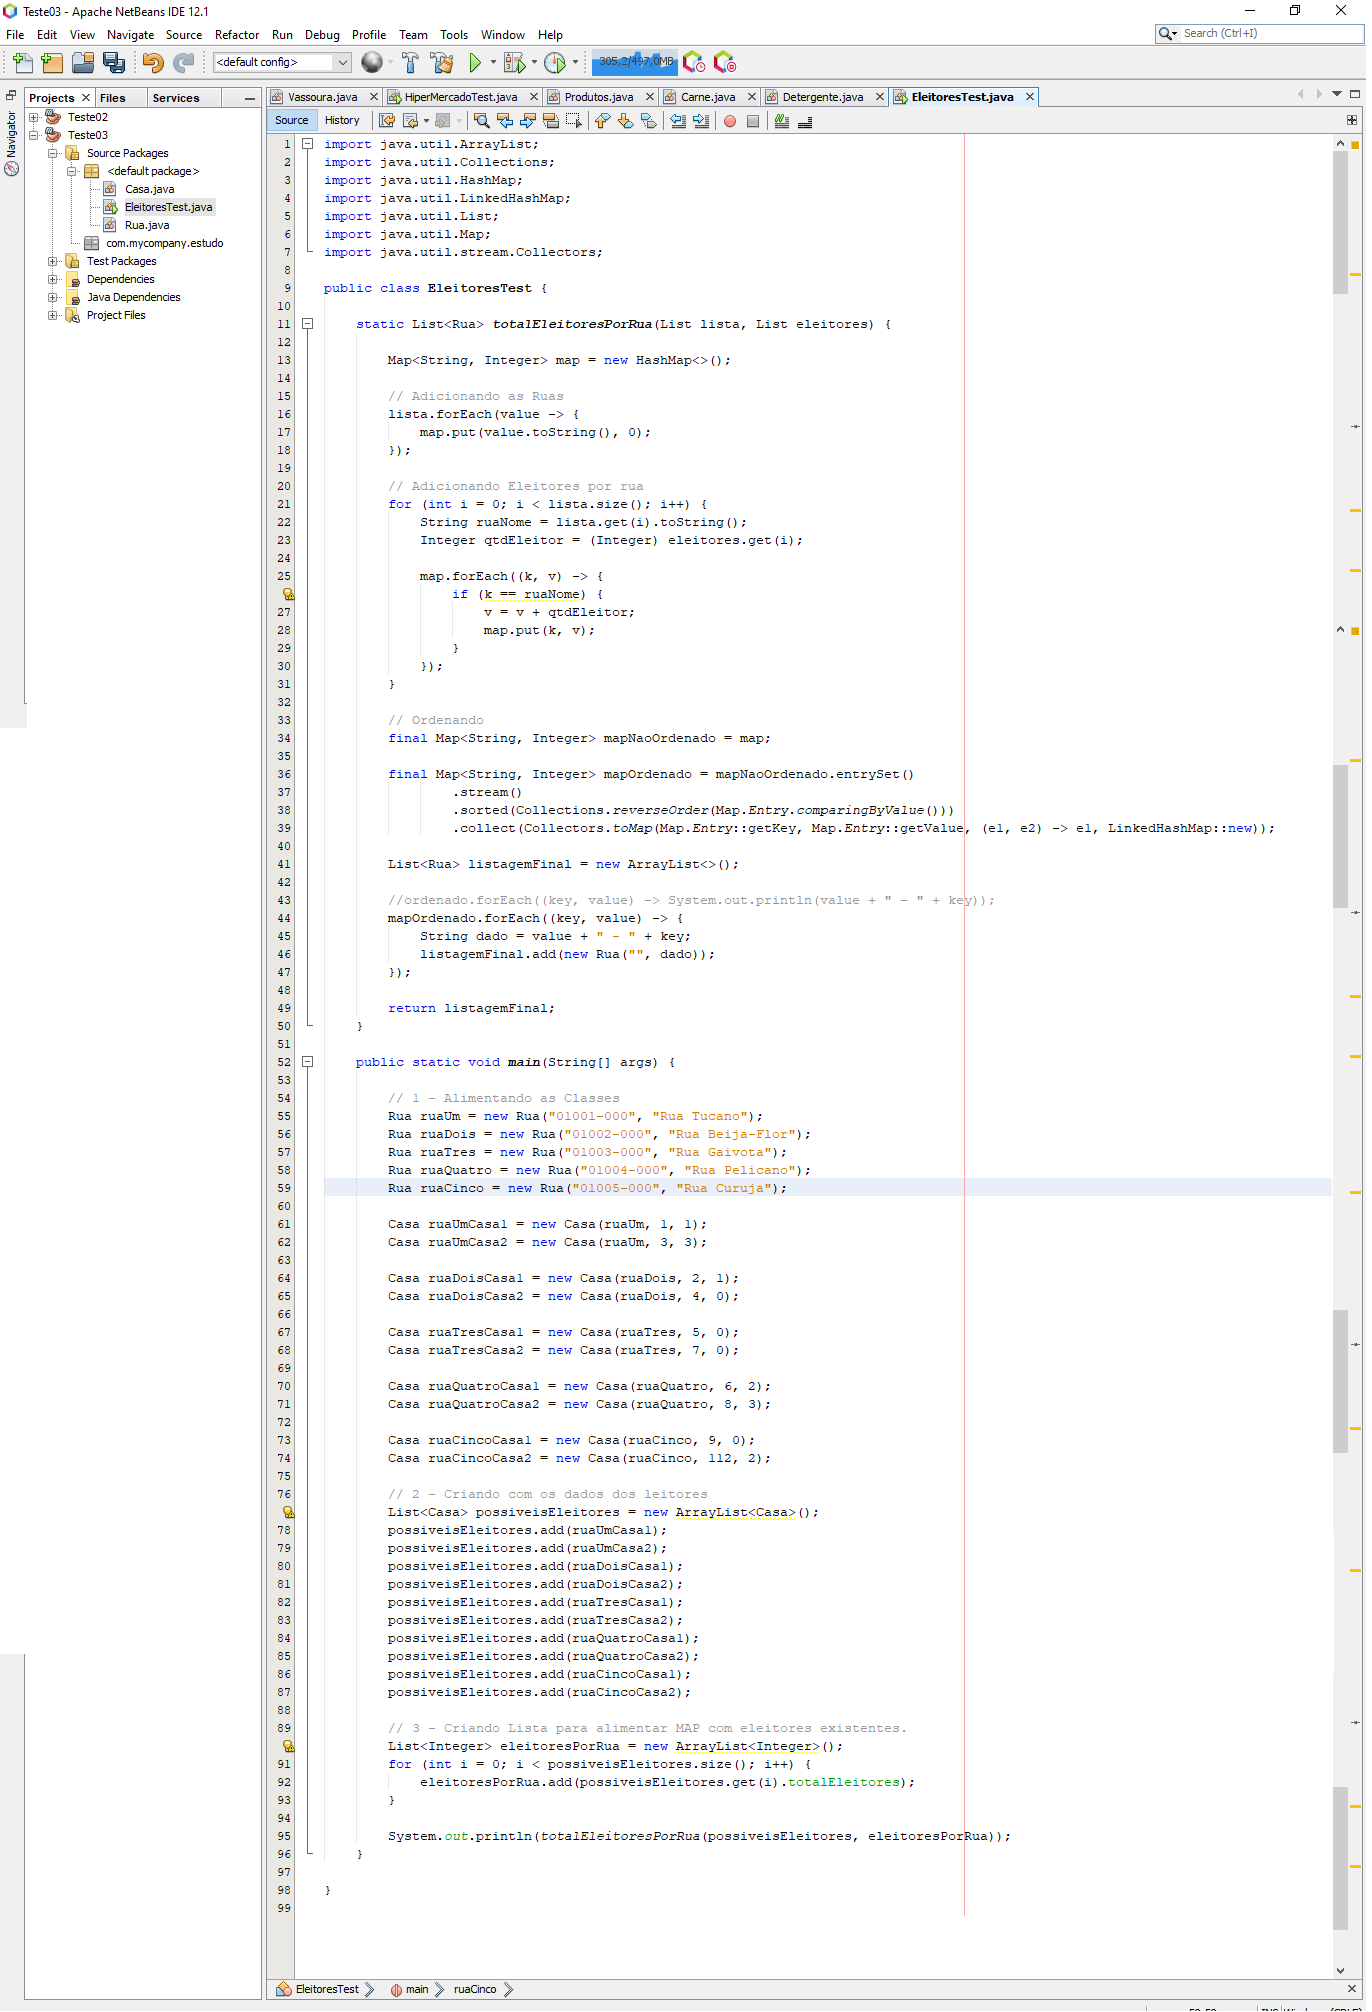 Teste03 - Apache NetBeans IDE 12.1
File Edit View Navigate Source Refactor Run Debug Profile Team Tools Window Help
Search (Ctrl+I)
<default config>
305,2/497,0MB
Projects Files Services
Navigator
Teste02
Teste03
Source Packages
<default package>
Casa.java
EleitoresTest.java
Rua.java
com.mycompany.estudo
Test Packages
Dependencies
Java Dependencies
Project Files
Vassoura.java HiperMercadoTest.java Produtos.java Carne.java Detergente.java EleitoresTest.java
Source History
1 import java.util.ArrayList;
2 import java.util.Collections;
3 import java.util.HashMap;
4 import java.util.LinkedHashMap;
5 import java.util.List;
6 import java.util.Map;
7 import java.util.stream.Collectors;
8
9 public class EleitoresTest {
10
11 static List<Rua> totalEleitoresPorRua(List lista, List eleitores) {
12
13 Map<String, Integer> map = new HashMap<>();
14
15 // Adicionando as Ruas
16 lista.forEach(value -> {
17 map.put(value.toString(), 0);
18 });
19
20 // Adicionando Eleitores por rua
21 for (int i = 0; i < lista.size(); i++) {
22 String ruaNome = lista.get(i).toString();
23 Integer qtdEleitor = (Integer) eleitores.get(i);
24
25 map.forEach((k, v) -> {
if (k == ruaNome) {
27 v = v + qtdEleitor;
28 map.put(k, v);
29 }
30 });
31 }
32
33 // Ordenando
34 final Map<String, Integer> mapNaoOrdenado = map;
35
36 final Map<String, Integer> mapOrdenado = mapNaoOrdenado.entrySet()
37 .stream()
38 .sorted(Collections.reverseOrder(Map.Entry.comparingByValue()))
39 .collect(Collectors.toMap(Map.Entry::getKey, Map.Entry::getValue, (e1, e2) -> e1, LinkedHashMap::new));
40
41 List<Rua> listagemFinal = new ArrayList<>();
42
43 //ordenado.forEach((key, value) -> System.out.println(value + " - " + key));
44 mapOrdenado.forEach((key, value) -> {
45 String dado = value + " - " + key;
46 listagemFinal.add(new Rua("", dado));
47 });
48
49 return listagemFinal;
50 }
51
52 public static void main(String[] args) {
53
54 // 1 - Alimentando as Classes
55 Rua ruaUm = new Rua("01001-000", "Rua Tucano");
56 Rua ruaDois = new Rua("01002-000", "Rua Beija-Flor");
57 Rua ruaTres = new Rua("01003-000", "Rua Gaivota");
58 Rua ruaQuatro = new Rua("01004-000", "Rua Pelicano");
59 Rua ruaCinco = new Rua("01005-000", "Rua Curuja");
60
61 Casa ruaUmCasa1 = new Casa(ruaUm, 1, 1);
62 Casa ruaUmCasa2 = new Casa(ruaUm, 3, 3);
63
64 Casa ruaDoisCasa1 = new Casa(ruaDois, 2, 1);
65 Casa ruaDoisCasa2 = new Casa(ruaDois, 4, 0);
66
67 Casa ruaTresCasa1 = new Casa(ruaTres, 5, 0);
68 Casa ruaTresCasa2 = new Casa(ruaTres, 7, 0);
69
70 Casa ruaQuatroCasa1 = new Casa(ruaQuatro, 6, 2);
71 Casa ruaQuatroCasa2 = new Casa(ruaQuatro, 8, 3);
72
73 Casa ruaCincoCasa1 = new Casa(ruaCinco, 9, 0);
74 Casa ruaCincoCasa2 = new Casa(ruaCinco, 112, 2);
75
76 // 2 - Criando com os dados dos leitores
List<Casa> possiveisEleitores = new ArrayList<Casa>();
78 possiveisEleitores.add(ruaUmCasa1);
79 possiveisEleitores.add(ruaUmCasa2);
80 possiveisEleitores.add(ruaDoisCasa1);
81 possiveisEleitores.add(ruaDoisCasa2);
82 possiveisEleitores.add(ruaTresCasa1);
83 possiveisEleitores.add(ruaTresCasa2);
84 possiveisEleitores.add(ruaQuatroCasa1);
85 possiveisEleitores.add(ruaQuatroCasa2);
86 possiveisEleitores.add(ruaCincoCasa1);
87 possiveisEleitores.add(ruaCincoCasa2);
88
89 // 3 - Criando Lista para alimentar MAP com eleitores existentes.
List<Integer> eleitoresPorRua = new ArrayList<Integer>();
91 for (int i = 0; i < possiveisEleitores.size(); i++) {
92 eleitoresPorRua.add(possiveisEleitores.get(i).totalEleitores);
93 }
94
95 System.out.println(totalEleitoresPorRua(possiveisEleitores, eleitoresPorRua));
96 }
97
98 }
99
EleitoresTest main ruaCinco